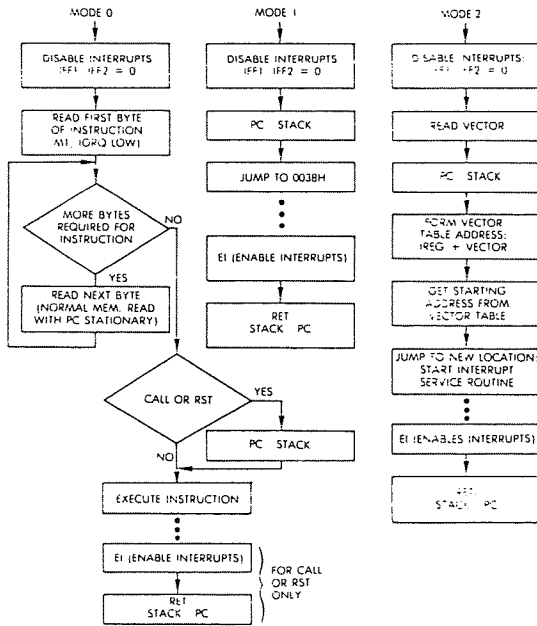 MODE 0
DISABLE INTERRUPTS
IFF1 IFF2 = 0
READ FIRST BYTE
OF INSTRUCTION
M1, IORQ LOW)
MORE BYTES
REQUIRED FOR
INSTRUCTION
NO
YES
READ NEXT BYTE
(NORMAL MEM. READ
WITH PC STATIONARY)
CALL OR RST
YES
PC STACK
NO
EXECUTE INSTRUCTION
EI (ENABLE INTERRUPTS)
RET
STACK PC
FOR CALL
OR RST
ONLY
MODE 1
DISABLE INTERRUPTS
IFF1 IFF2 = 0
PC STACK
JUMP TO 0038H
EI (ENABLE INTERRUPTS)
RET
STACK PC
MODE 2
DISABLE INTERRUPTS:
IFF2 = 0
READ VECTOR
PC STACK
FORM VECTOR
TABLE ADDRESS:
IREG + VECTOR
GET STARTING
ADDRESS FROM
VECTOR TABLE
JUMP TO NEW LOCATION:
START INTERRUPT
SERVICE ROUTINE
EI (ENABLES INTERRUPTS)
STACK PC